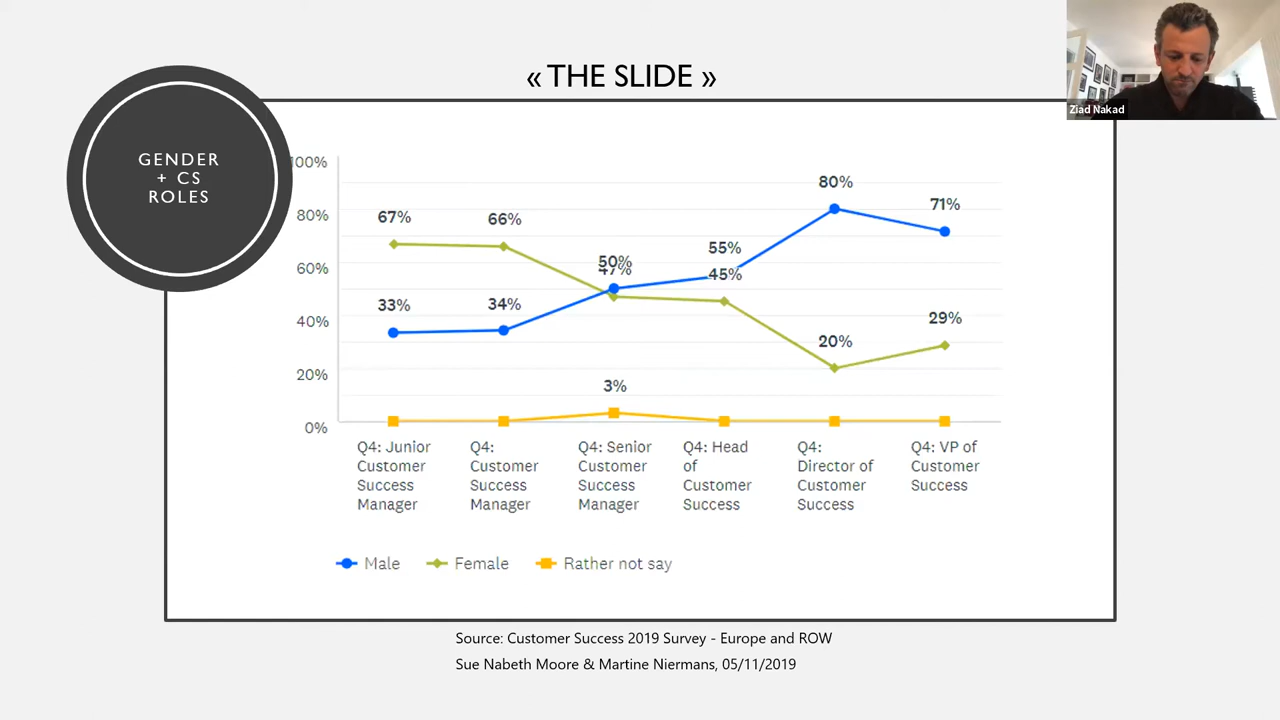 « THE SLIDE »
Ziad Nakad
GENDER
+ CS
ROLES
100%
80%
60%
40%
20%
0%
67%
66%
50%
47%
55%
45%
80%
71%
33%
34%
20%
29%
3%
Q4: Junior
Customer
Success
Manager
Q4:
Customer
Success
Manager
Q4: Senior
Customer
Success
Manager
Q4: Head
of
Customer
Success
Q4:
Director of
Customer
Success
Q4: VP of
Customer
Success
Male
Female
Rather not say
Source: Customer Success 2019 Survey - Europe and ROW
Sue Nabeth Moore & Martine Niermans, 05/11/2019